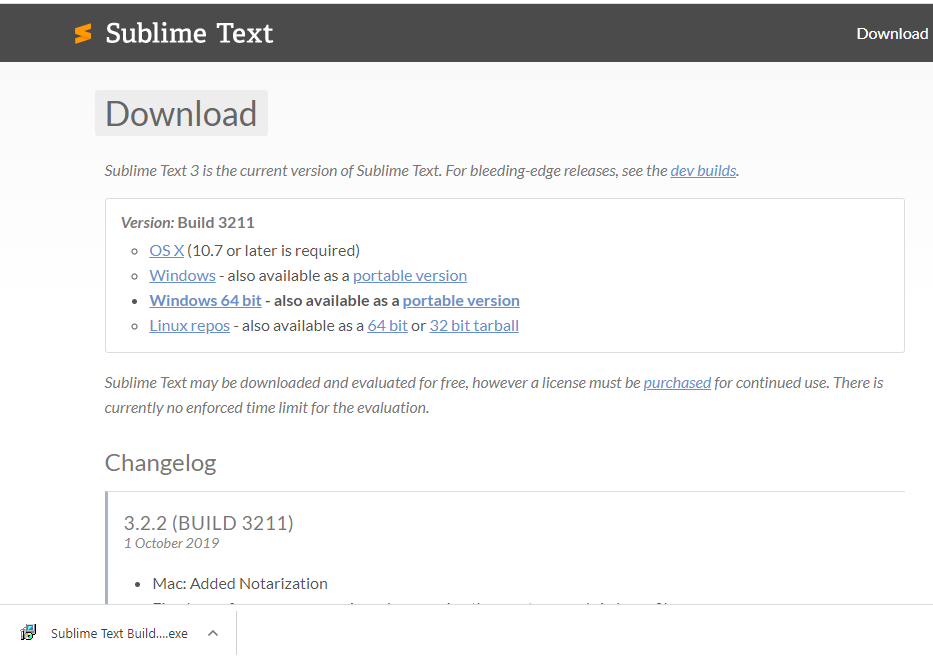 Sublime Text
Download
Download
Sublime Text 3 is the current version of Sublime Text. For bleeding-edge releases, see the dev builds.
Version: Build 3211
OS X (10.7 or later is required)
Windows - also available as a portable version
Windows 64 bit - also available as a portable version
Linux repos - also available as a 64 bit or 32 bit tarball
Sublime Text may be downloaded and evaluated for free, however a license must be purchased for continued use. There is
currently no enforced time limit for the evaluation.
Changelog
3.2.2 (BUILD 3211)
1 October 2019
Mac: Added Notarization
Sublime Text Build....exe